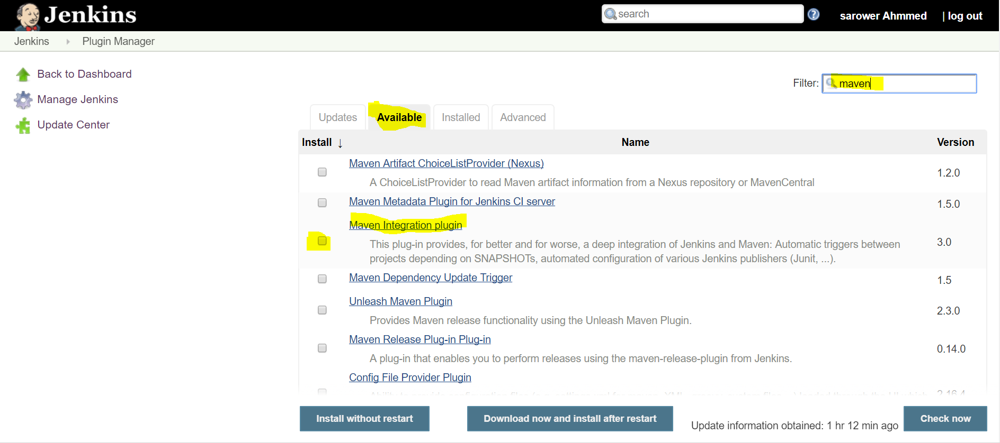 Jenkins
search
sarower Ahmmed
| log out
Jenkins
Plugin Manager
Back to Dashboard
Manage Jenkins
Update Center
Filter:
maven
Updates
Available
Installed
Advanced
Install ↓
Name
Version
Maven Artifact ChoiceListProvider (Nexus)
A ChoiceListProvider to read Maven artifact information from a Nexus repository or MavenCentral
1.2.0
Maven Metadata Plugin for Jenkins CI server
1.5.0
Maven Integration plugin
This plug-in provides, for better and for worse, a deep integration of Jenkins and Maven: Automatic triggers between
projects depending on SNAPSHOTs, automated configuration of various Jenkins publishers (Junit, ...).
3.0
Maven Dependency Update Trigger
1.5
Unleash Maven Plugin
Provides Maven release functionality using the Unleash Maven Plugin.
2.3.0
Maven Release Plug-in Plug-in
A plug-in that enables you to perform releases using the maven-release-plugin from Jenkins.
0.14.0
Config File Provider Plugin
2.16.4
Install without restart
Download now and install after restart
Update information obtained: 1 hr 12 min ago
Check now